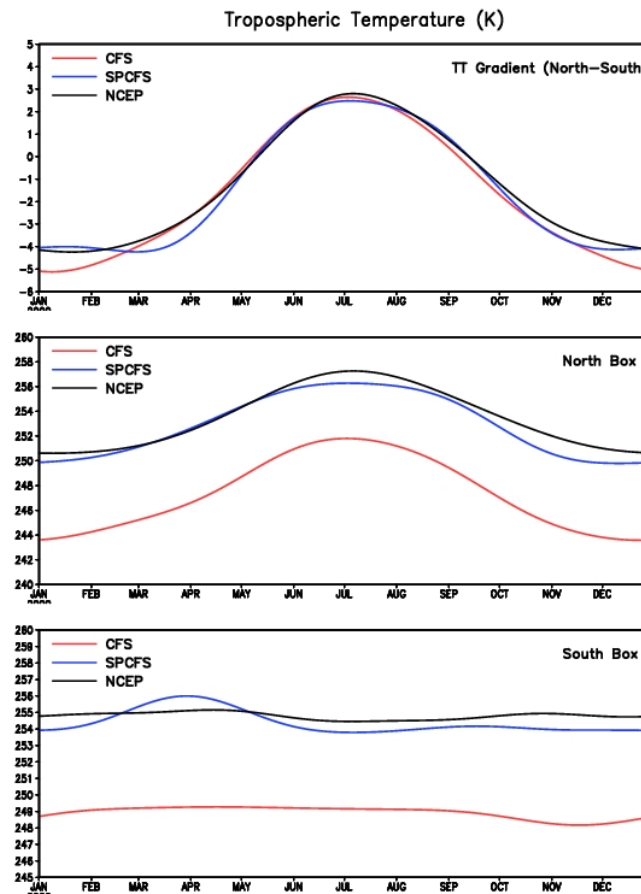 Tropospheric Temperature (K)
CFS
SPCFS
NCEP
TT Gradient (North-South
5
4
3
2
1
0
-1
-2
-3
-4
-5
-6
JAN FEB MAR APR MAY JUN JUL AUG SEP OCT NOV DEC
CFS
SPCFS
NCEP
North Box
260
258
256
254
252
250
248
246
244
242
240
JAN FEB MAR APR MAY JUN JUL AUG SEP OCT NOV DEC
CFS
SPCFS
NCEP
South Box
260
259
258
257
256
255
254
253
252
251
250
249
248
247
246
245
JAN FEB MAR APR MAY JUN JUL AUG SEP OCT NOV DEC